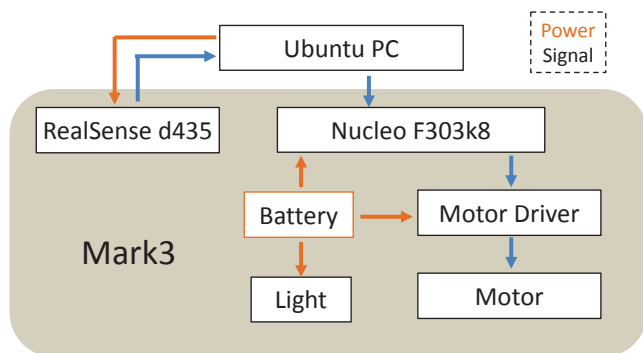 Ubuntu PC
Power
Signal
RealSense d435
Nucleo F303k8
Battery
Motor Driver
Mark3
Light
Motor